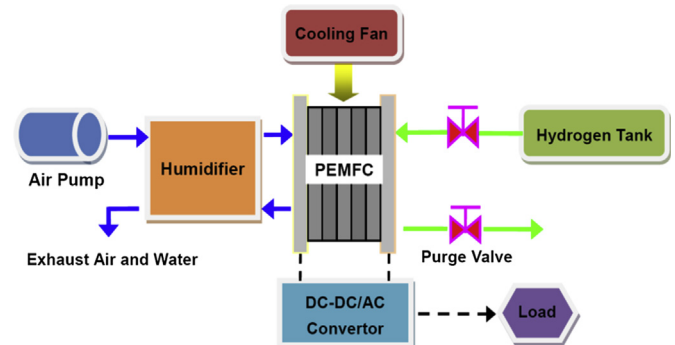 Cooling Fan
Hydrogen Tank
Humidifier
PEMFC
Air Pump
Exhaust Air and Water
Purge Valve
DC-DC/AC
Convertor
Load